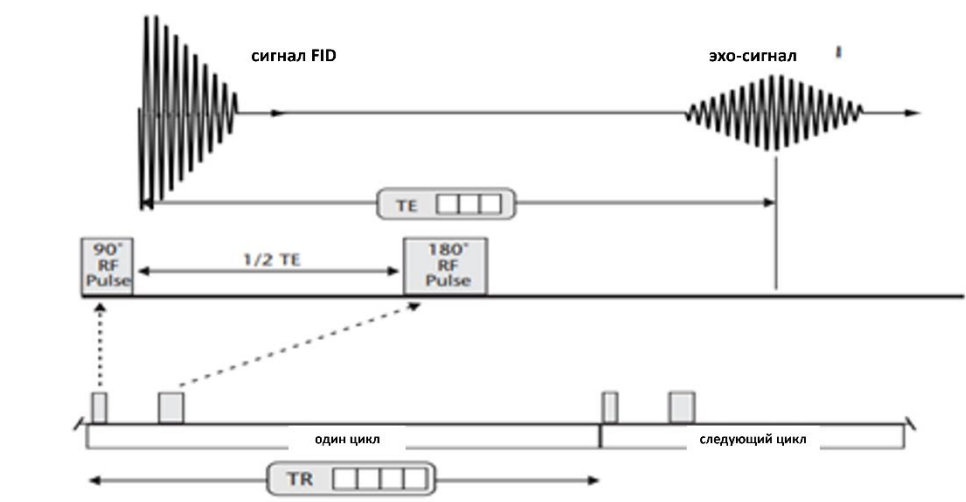 сигнал FID
эхо-сигнал
TE
90°
RF
Pulse
1/2 TE
180°
RF
Pulse
один цикл
следующий цикл
TR